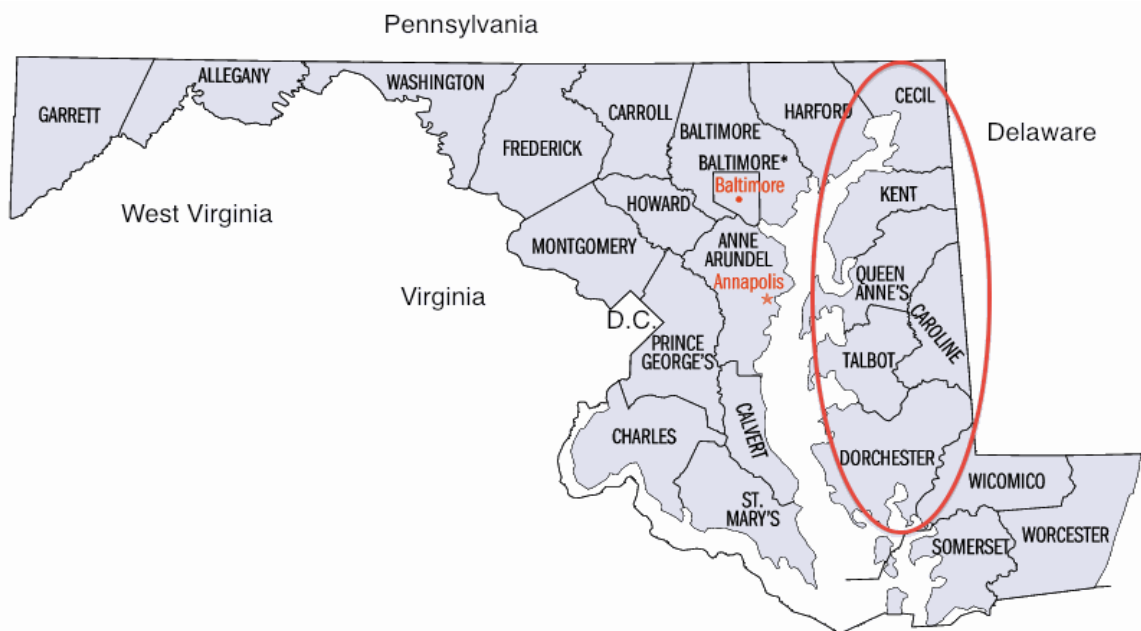 Pennsylvania
ALLEGANY
WASHINGTON
CECIL
GARRETT
CARROLL
HARFORD
BALTIMORE
Delaware
FREDERICK
BALTIMORE*
Baltimore
KENT
West Virginia
HOWARD
MONTGOMERY
ANNE
ARUNDEL
Annapolis
QUEEN
ANNE'S
Virginia
D.C.
CAROLINE
PRINCE
GEORGE'S
TALBOT
CALVERT
CHARLES
DORCHESTER
WICOMICO
ST.
MARY'S
SOMERSET
WORCESTER